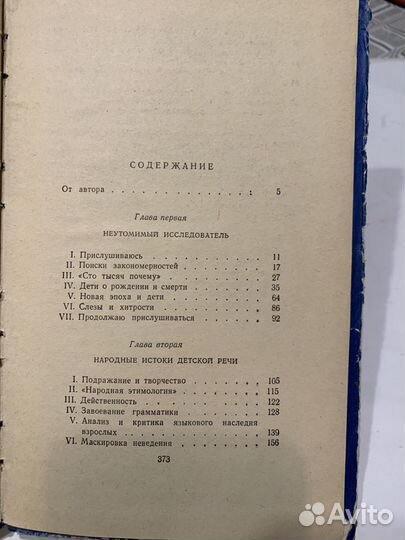 СОДЕРЖАНИЕ
От автора . . . . . . . . . . . . . . : 5
Глава первая
НЕУТОМИМЫЙ ИССЛЕДОВАТЕЛЬ
I. Прислушиваюсь . . . . . . . . . . 11
II. Поиски закономерностей . . . . . . . 17
III. «Сто тысяч почему» . . . . . . . . . 27
IV. Дети о рождении и смерти . . . . . . 35
V. Новая эпоха и дети . . . . . . . . . 64
VI. Слезы и хитрости . . . . . . . . . . 86
VII. Продолжаю прислушиваться . . . . . . 92
Глава вторая
НАРОДНЫЕ ИСТОКИ ДЕТСКОЙ РЕЧИ
I. Подражание и творчество . . . . . . . 105
II. «Народная этимология» . . . . . . . . 115
III. Действенность . . . . . . . . . . . 122
IV. Завоевание грамматики . . . . . . . . 128
V. Анализ и критика языкового наследия
взрослых . . . . . . . . . . . . . 139
VI. Маскировка неведения . . . . . . . . 156
373
Avito